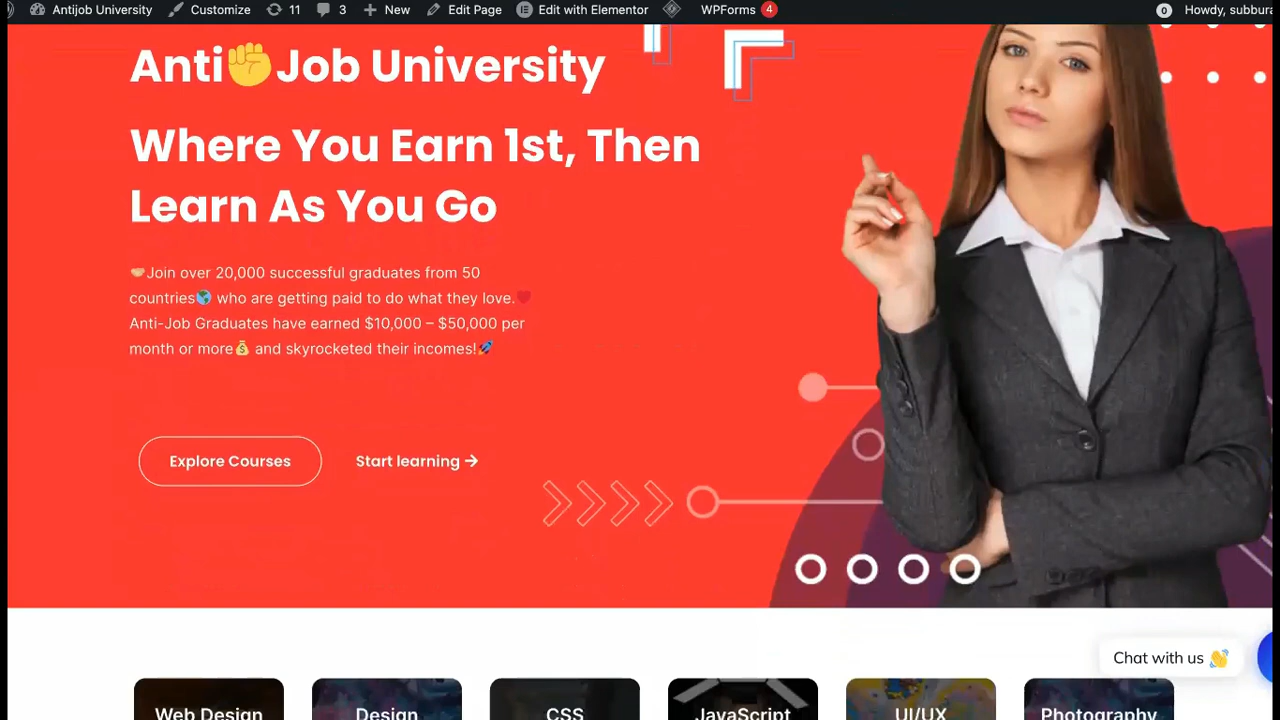 Antijob University Customize 11 3 New Edit Page Edit with Elementor WPForms 4 0 Howdy, subbura
Anti✊Job University
Where You Earn 1st, Then
Learn As You Go
🤝Join over 20,000 successful graduates from 50
countries🌎 who are getting paid to do what they love.❤️
Anti-Job Graduates have earned $10,000 – $50,000 per
month or more💰 and skyrocketed their incomes!🚀
Explore Courses Start learning →
Chat with us 👋
Web Design Design CSS JavaScript UI/UX Photography